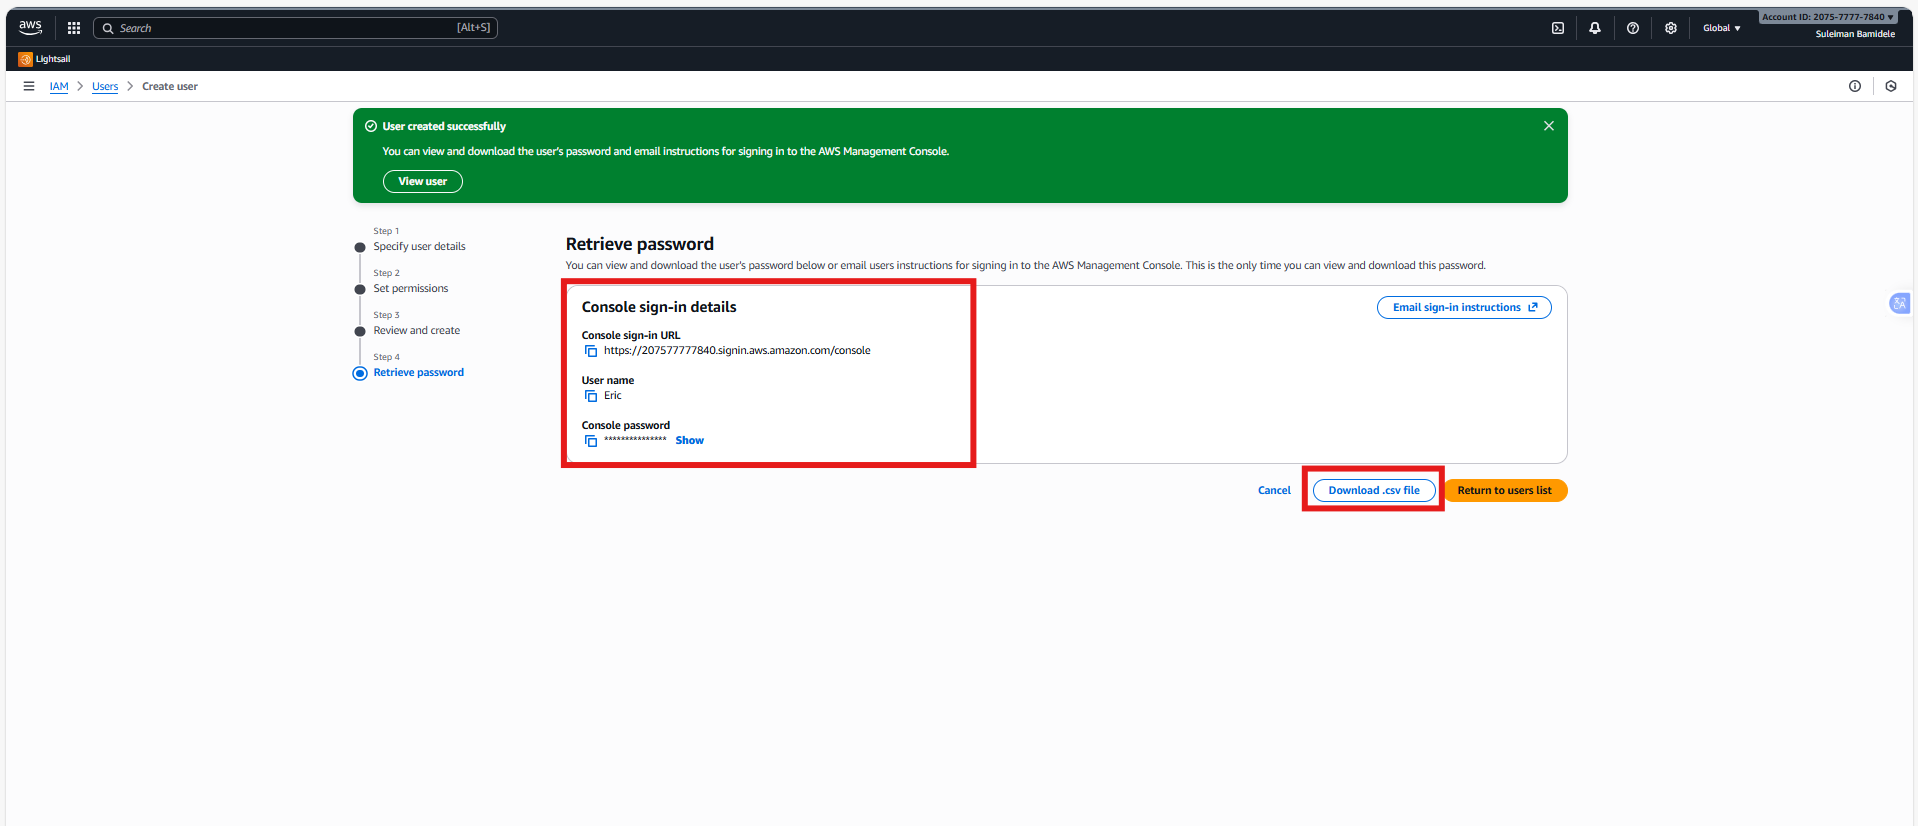 aws
Search [Alt+S]
Global
Account ID: 2075-7777-7840
Suleiman Bamidele
Lightsail
IAM > Users > Create user
User created successfully
You can view and download the user's password and email instructions for signing in to the AWS Management Console.
View user
Step 1
Specify user details
Step 2
Set permissions
Step 3
Review and create
Step 4
Retrieve password
Retrieve password
You can view and download the user's password below or email users instructions for signing in to the AWS Management Console. This is the only time you can view and download this password.
Console sign-in details
Email sign-in instructions
Console sign-in URL
https://207577777840.signin.aws.amazon.com/console
User name
Eric
Console password
*************** Show
Cancel
Download .csv file
Return to users list